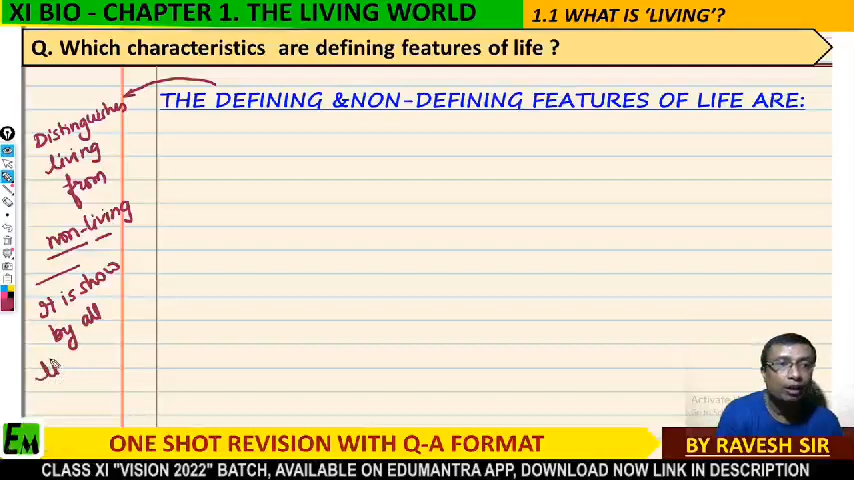 XI BIO - CHAPTER 1. THE LIVING WORLD
1.1 WHAT IS ‘LIVING’?
Q. Which characteristics are defining features of life ?
THE DEFINING &NON-DEFINING FEATURES OF LIFE ARE:
Distinguishes
living
from
non-living
It is show
by all
li
Activate
EM
ONE SHOT REVISION WITH Q-A FORMAT
BY RAVESH SIR
CLASS XI "VISION 2022" BATCH, AVAILABLE ON EDUMANTRA APP, DOWNLOAD NOW LINK IN DESCRIPTION